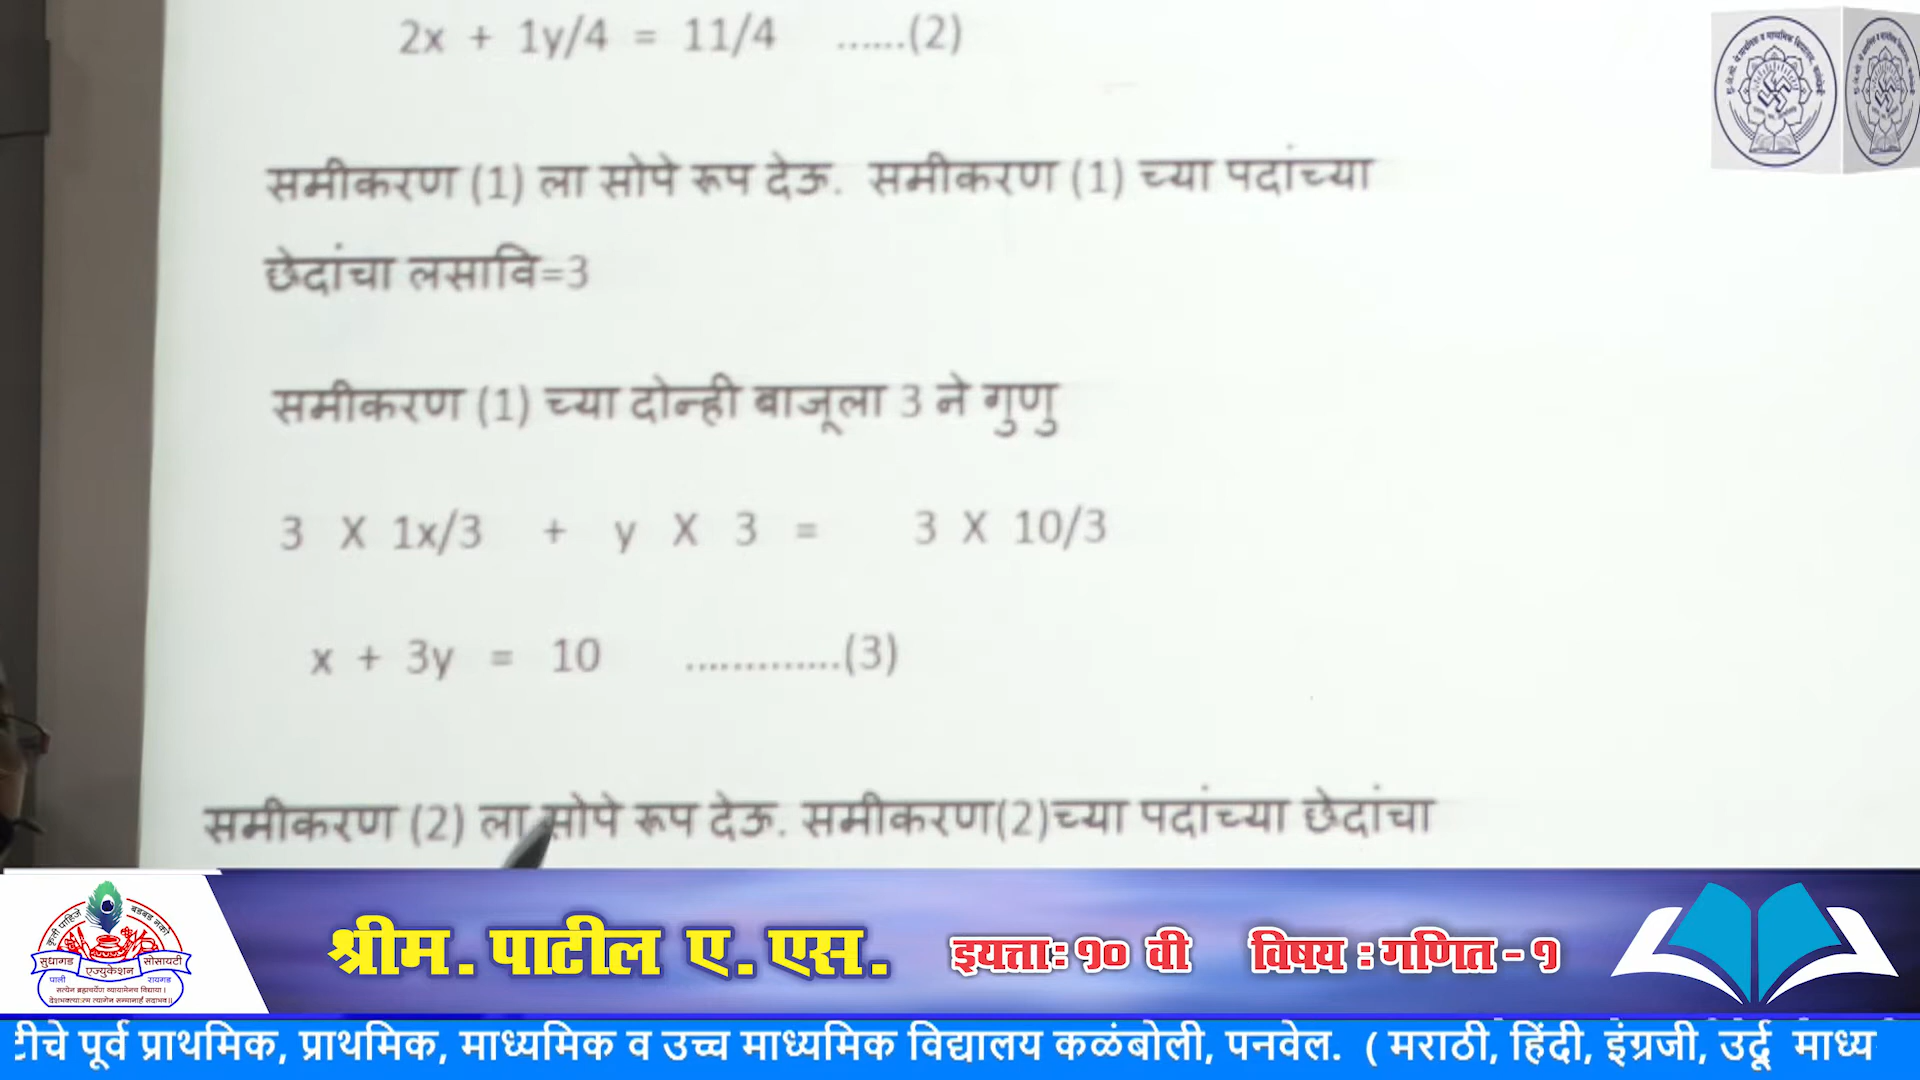 2x + 1y/4 = 11/4 ......(2)
समीकरण (1) ला सोपे रूप देऊ. समीकरण (1) च्या पदांच्या
छेदांचा लसावि=3
समीकरण (1) च्या दोन्ही बाजूला 3 ने गुणु
3 X 1x/3 + y X 3 = 3 X 10/3
x + 3y = 10 .............(3)
समीकरण (2) ला सोपे रूप देऊ. समीकरण(2)च्या पदांच्या छेदांचा
कृती पाहिजे बडबड नको
सुधागड एज्युकेशन सोसायटी
पाली रायगड
श्रीम. पाटील ए. एस. इयत्ता: १० वी विषय : गणित - १
टीचे पूर्व प्राथमिक, प्राथमिक, माध्यमिक व उच्च माध्यमिक विद्यालय कळंबोली, पनवेल. ( मराठी, हिंदी, इंग्रजी, उर्दू माध्य